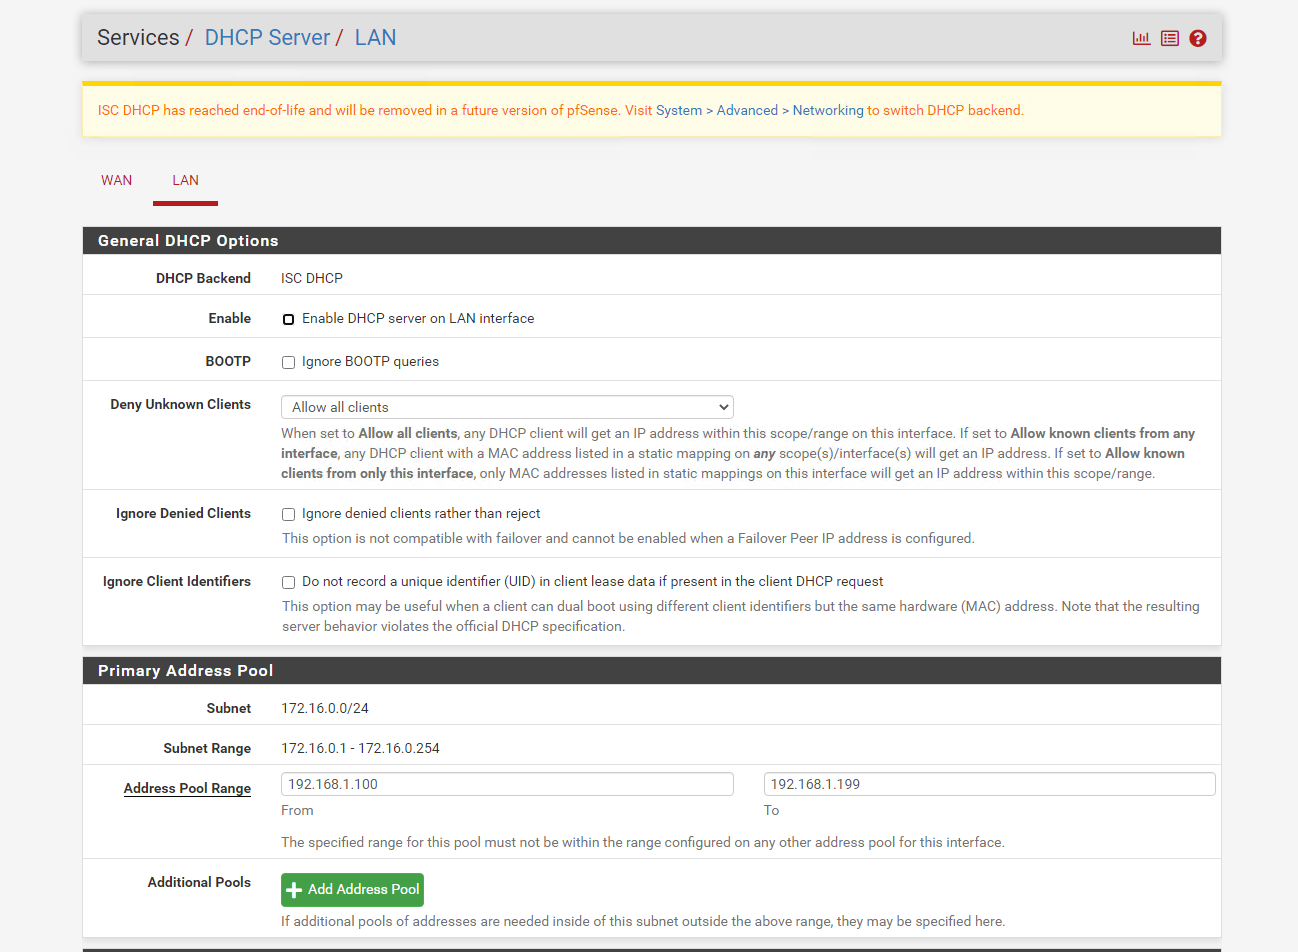 Services / DHCP Server / LAN
ISC DHCP has reached end-of-life and will be removed in a future version of pfSense. Visit System > Advanced > Networking to switch DHCP backend.
WAN LAN
General DHCP Options
DHCP Backend ISC DHCP
Enable Enable DHCP server on LAN interface
BOOTP Ignore BOOTP queries
Deny Unknown Clients Allow all clients
When set to Allow all clients, any DHCP client will get an IP address within this scope/range on this interface. If set to Allow known clients from any
interface, any DHCP client with a MAC address listed in a static mapping on any scope(s)/interface(s) will get an IP address. If set to Allow known
clients from only this interface, only MAC addresses listed in static mappings on this interface will get an IP address within this scope/range.
Ignore Denied Clients Ignore denied clients rather than reject
This option is not compatible with failover and cannot be enabled when a Failover Peer IP address is configured.
Ignore Client Identifiers Do not record a unique identifier (UID) in client lease data if present in the client DHCP request
This option may be useful when a client can dual boot using different client identifiers but the same hardware (MAC) address. Note that the resulting
server behavior violates the official DHCP specification.
Primary Address Pool
Subnet 172.16.0.0/24
Subnet Range 172.16.0.1 - 172.16.0.254
Address Pool Range 192.168.1.100 192.168.1.199
From To
The specified range for this pool must not be within the range configured on any other address pool for this interface.
Additional Pools Add Address Pool
If additional pools of addresses are needed inside of this subnet outside the above range, they may be specified here.